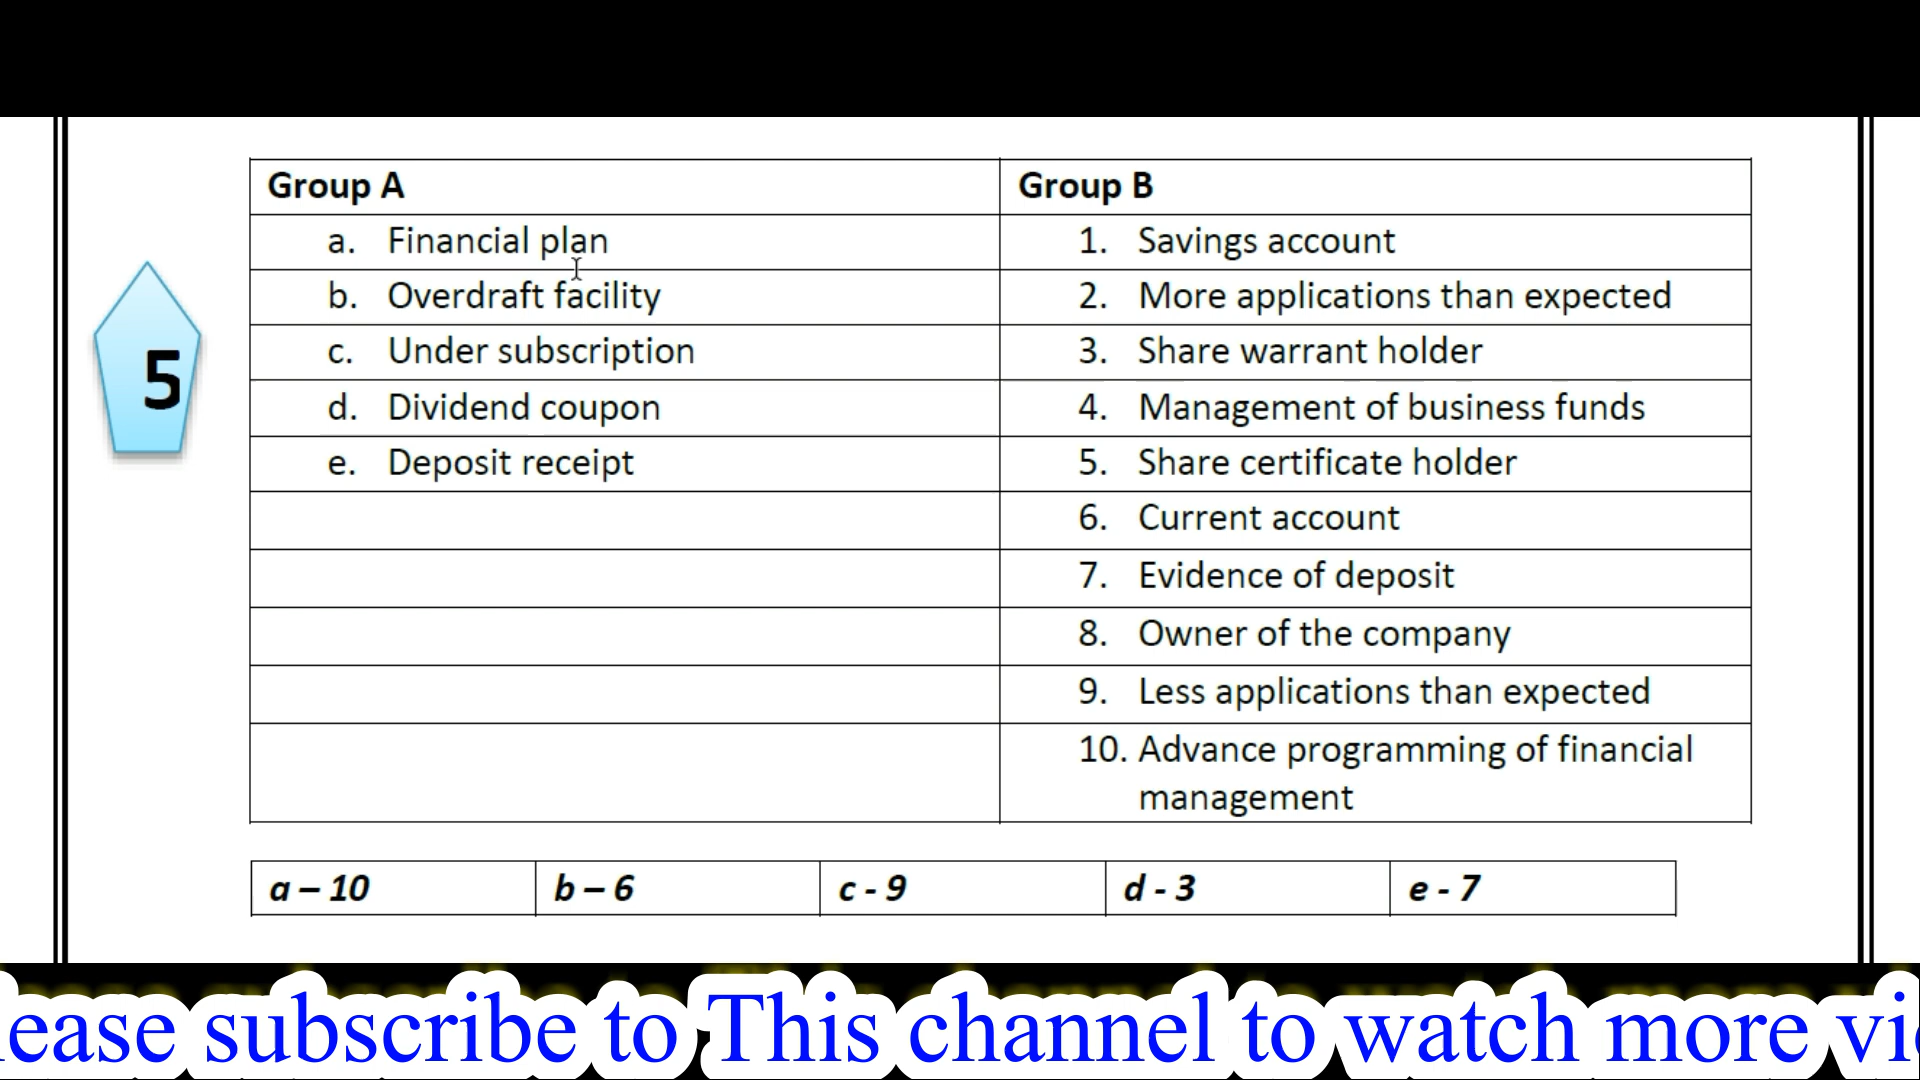 Group A Group B
a. Financial plan 1. Savings account
b. Overdraft facility 2. More applications than expected
c. Under subscription 3. Share warrant holder
d. Dividend coupon 4. Management of business funds
e. Deposit receipt 5. Share certificate holder
6. Current account
7. Evidence of deposit
8. Owner of the company
9. Less applications than expected
10. Advance programming of financial
management
5
a – 10 b – 6 c - 9 d - 3 e - 7
lease subscribe to This channel to watch more vi